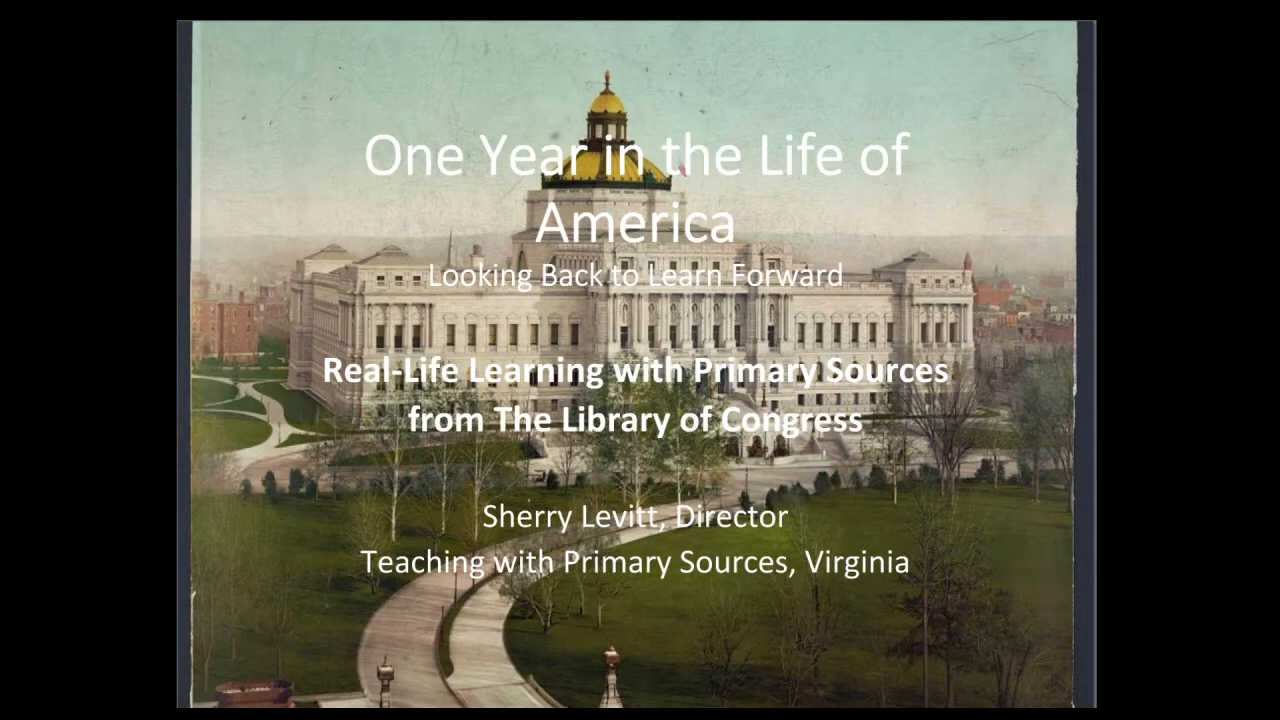 One Year in the Life of
America
Looking Back to Learn Forward
Real-Life Learning with Primary Sources
from The Library of Congress
Sherry Levitt, Director
Teaching with Primary Sources, Virginia